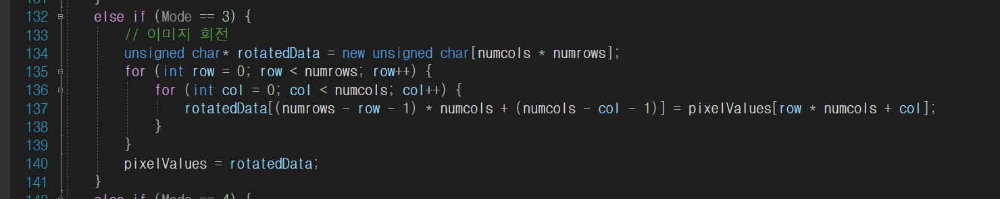 132 else if (Mode == 3) {
133 // 이미지 회전
134 unsigned char* rotatedData = new unsigned char[numcols * numrows];
135 for (int row = 0; row < numrows; row++) {
136 for (int col = 0; col < numcols; col++) {
137 rotatedData[(numrows - row - 1) * numcols + (numcols - col - 1)] = pixelValues[row * numcols + col];
138 }
139 }
140 pixelValues = rotatedData;
141 }
else if (Mode == 4) {